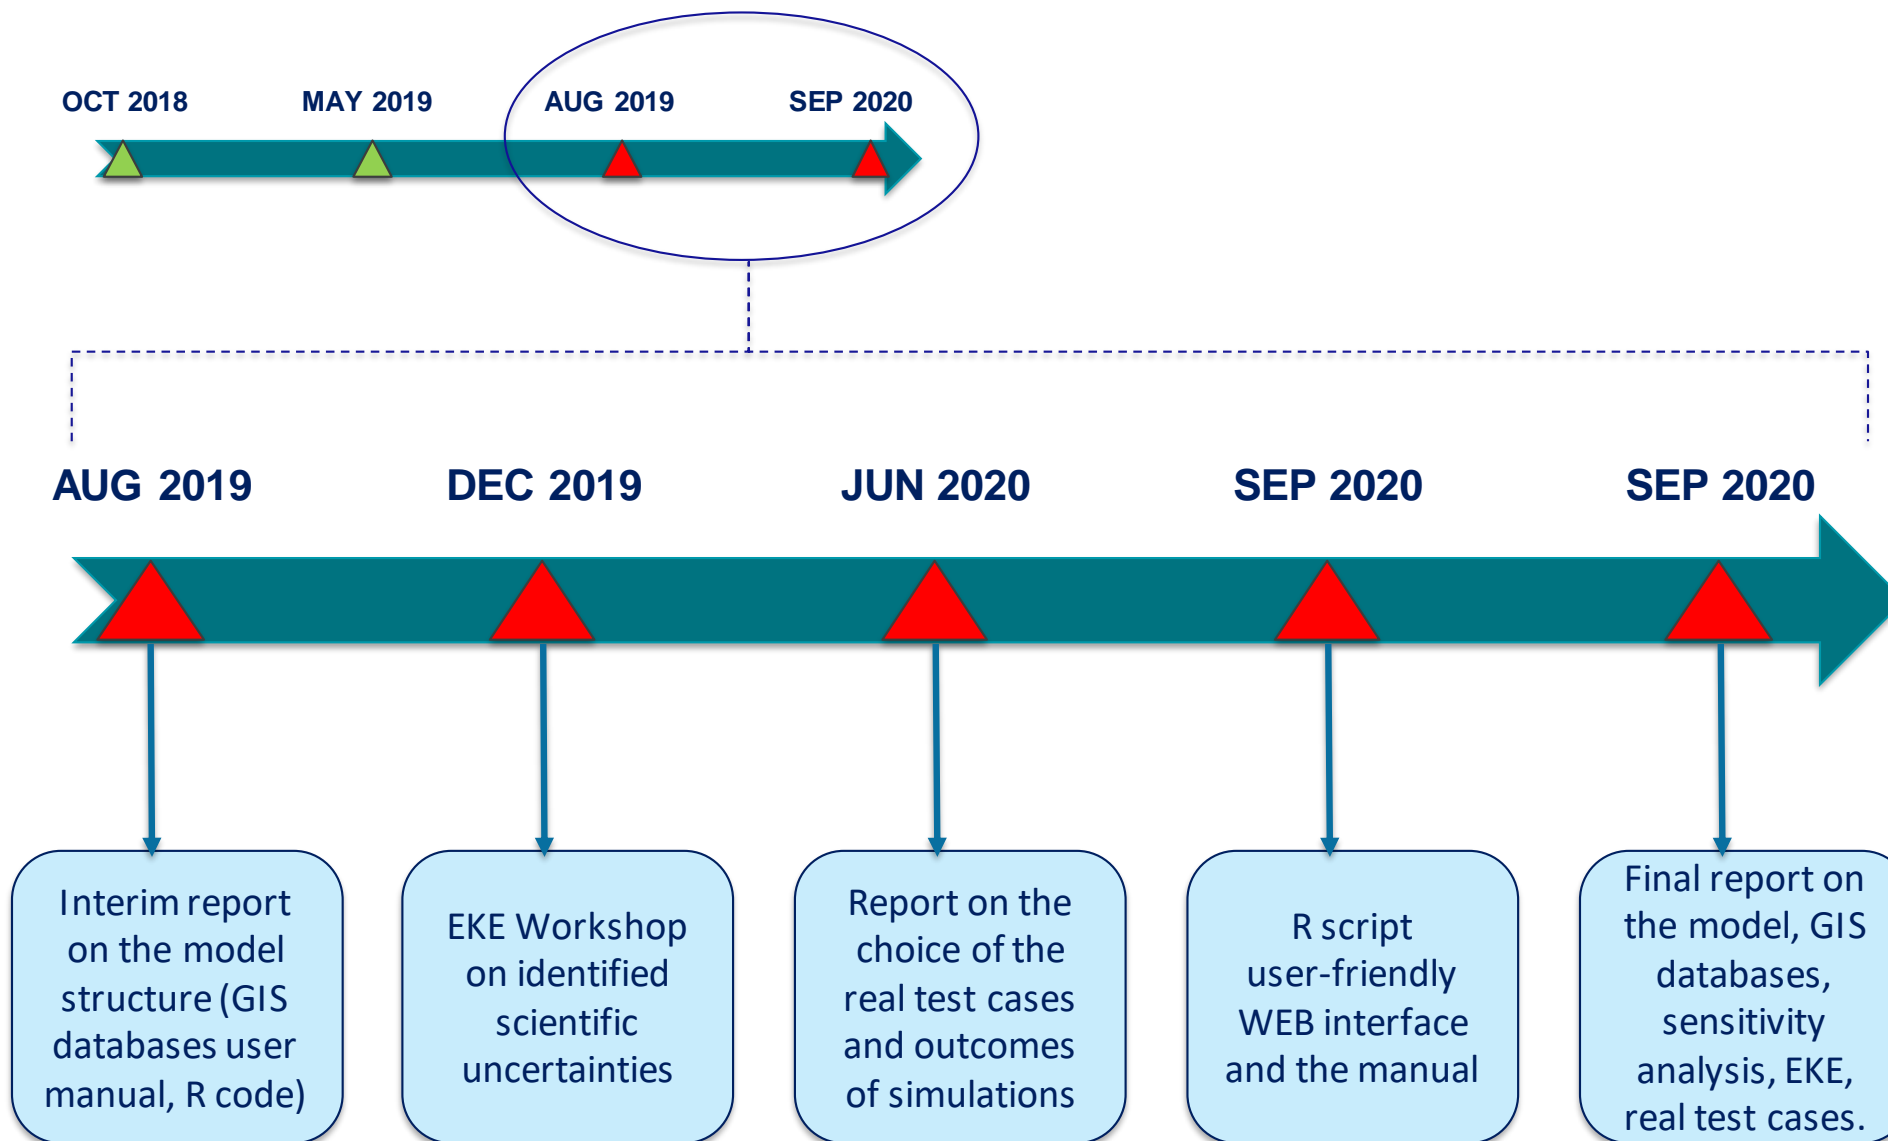 OCT 2018
MAY 2019
AUG 2019
SEP 2020
AUG 2019
DEC 2019
JUN 2020
SEP 2020
SEP 2020
Interim report
on the model
structure (GIS
databases user
manual, R code)
EKE Workshop
on identified
scientific
uncertainties
Report on the
choice of the
real test cases
and outcomes
of simulations
R script
user-friendly
WEB interface
and the manual
Final report on
the model, GIS
databases,
sensitivity
analysis, EKE,
real test cases.